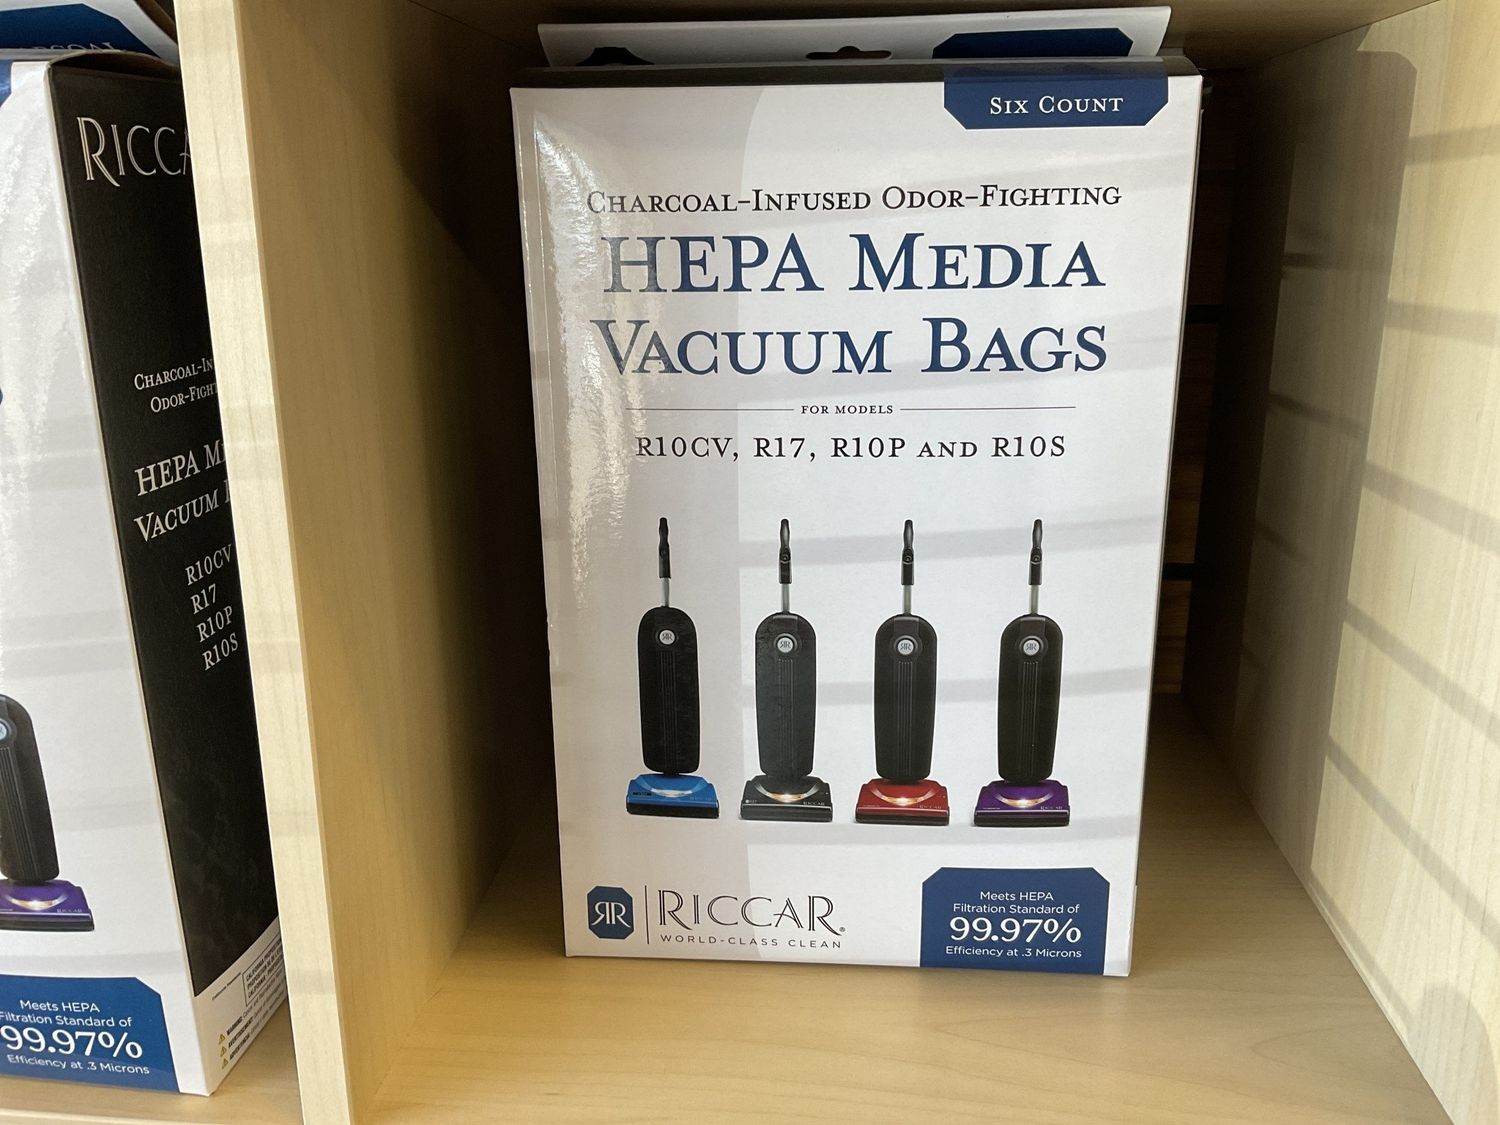 RICCA
CHARCOAL-IN
ODOR-FIGHT
HEPA M
VACUUM
R10CV
R17
R10P
R10S
Meets HEPA
Filtration Standard of
99.97%
Efficiency at .3 Microns
SIX COUNT
CHARCOAL-INFUSED ODOR-FIGHTING
HEPA MEDIA
VACUUM BAGS
FOR MODELS
R10CV, R17, R10P AND R10S
RR
RICCAR®
WORLD-CLASS CLEAN
Meets HEPA
Filtration Standard of
99.97%
Efficiency at .3 Microns